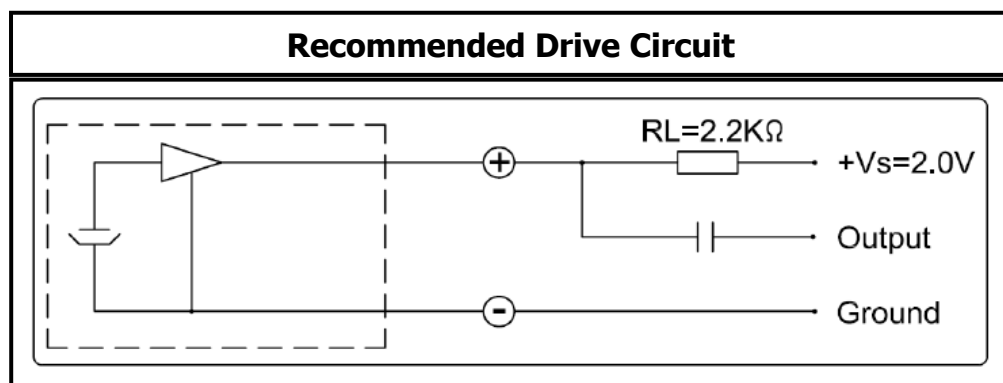 Recommended Drive Circuit
RL=2.2KΩ
+ +Vs=2.0V
Output
- Ground